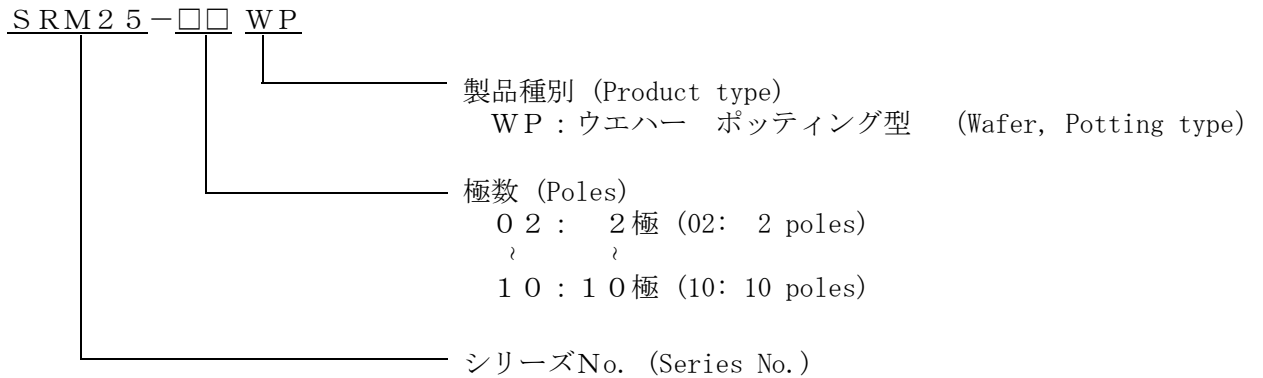 ＳＲＭ２５－□□ ＷＰ
製品種別 (Product type)
ＷＰ：ウエハー　ポッティング型　(Wafer, Potting type)
極数 (Poles)
０２：　２極 (02:　2 poles)
～　～
１０：１０極 (10: 10 poles)
シリーズNo. (Series No.)